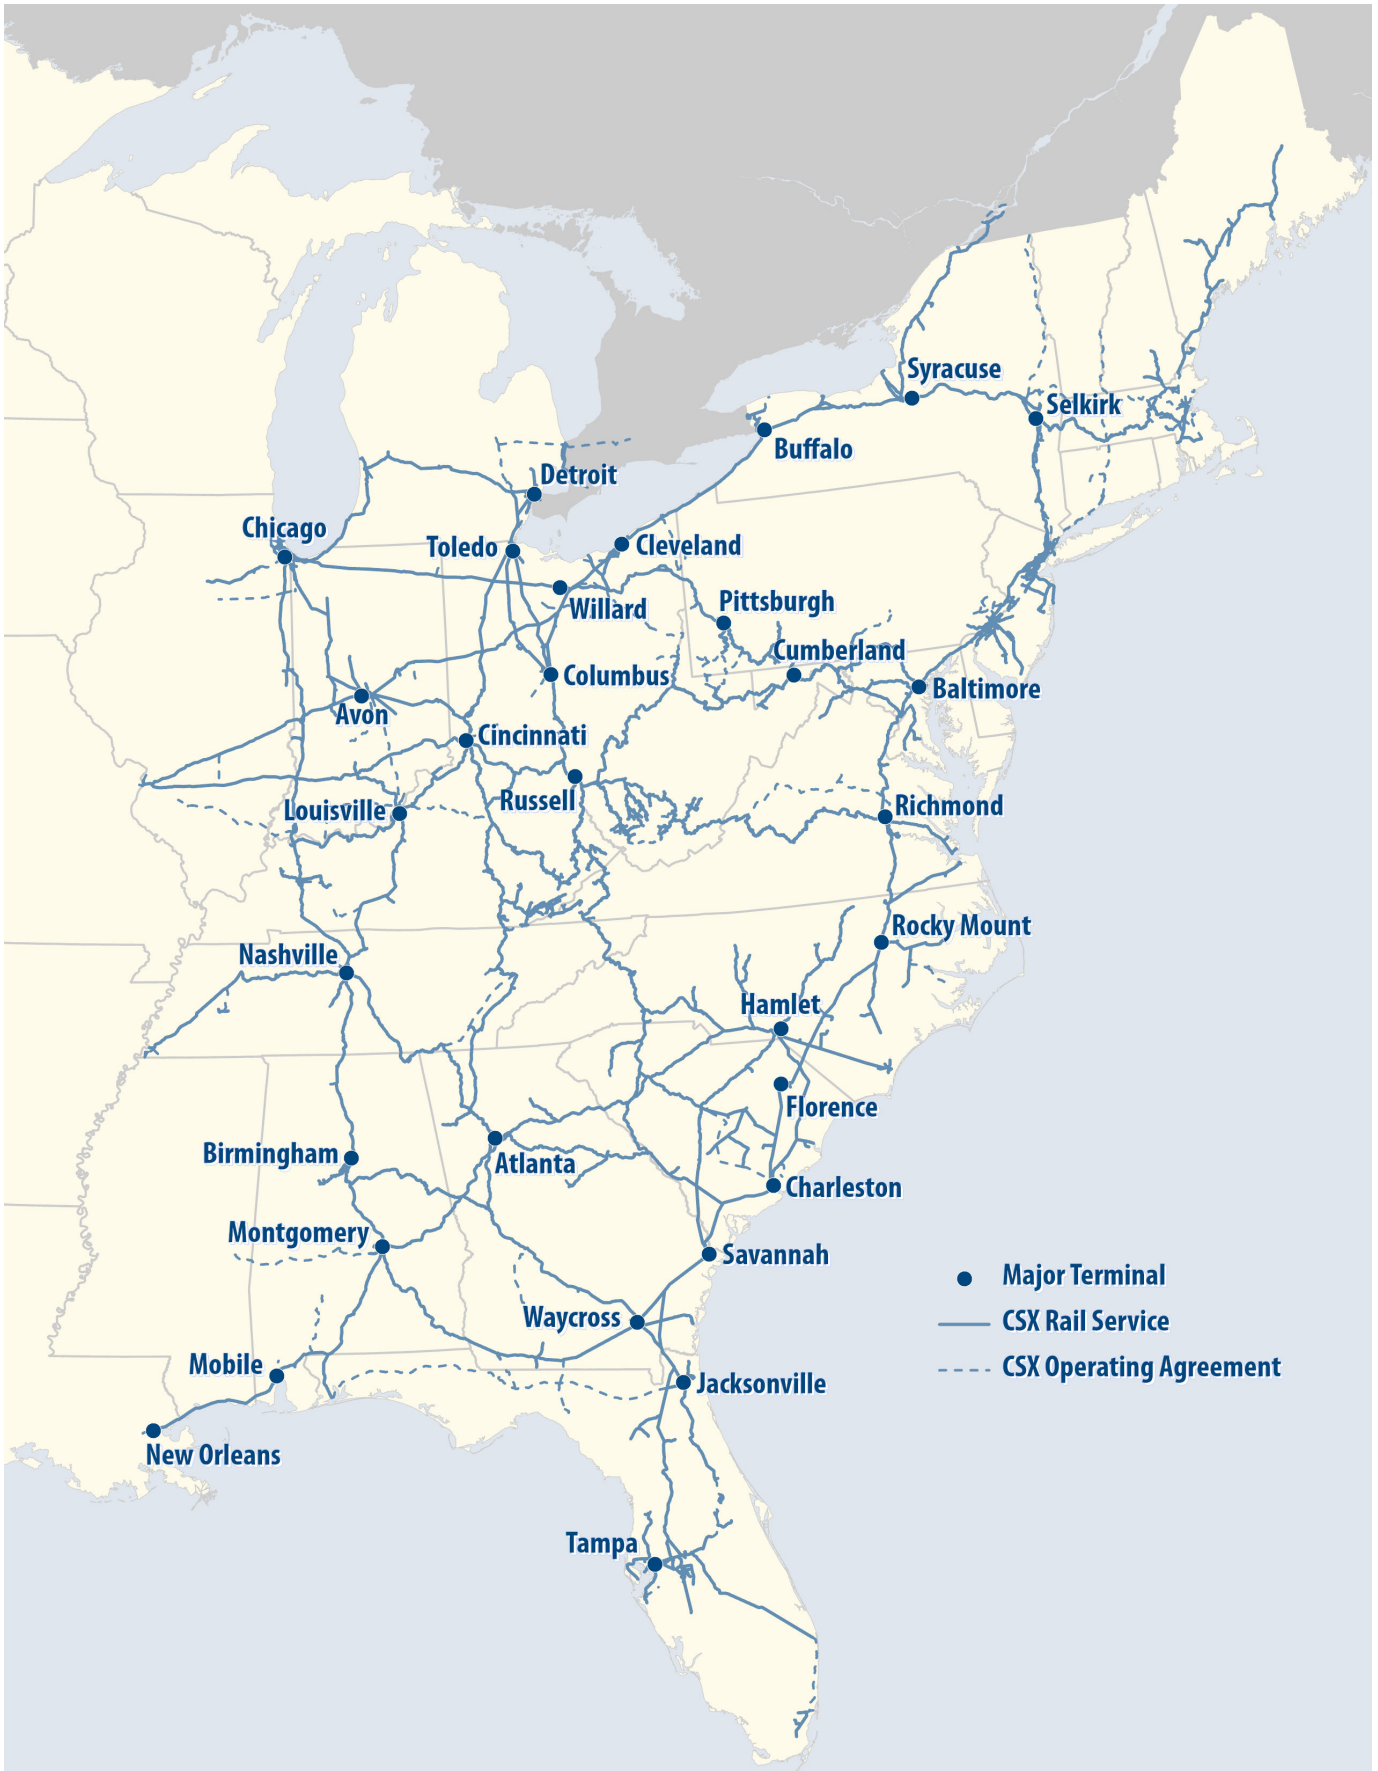 Syracuse
Selkirk
Buffalo
Detroit
Chicago
Toledo
Cleveland
Willard
Pittsburgh
Cumberland
Columbus
Baltimore
Avon
Cincinnati
Russell
Louisville
Richmond
Rocky Mount
Nashville
Hamlet
Florence
Birmingham
Atlanta
Charleston
Montgomery
Savannah
Major Terminal
Waycross
CSX Rail Service
Mobile
CSX Operating Agreement
Jacksonville
New Orleans
Tampa